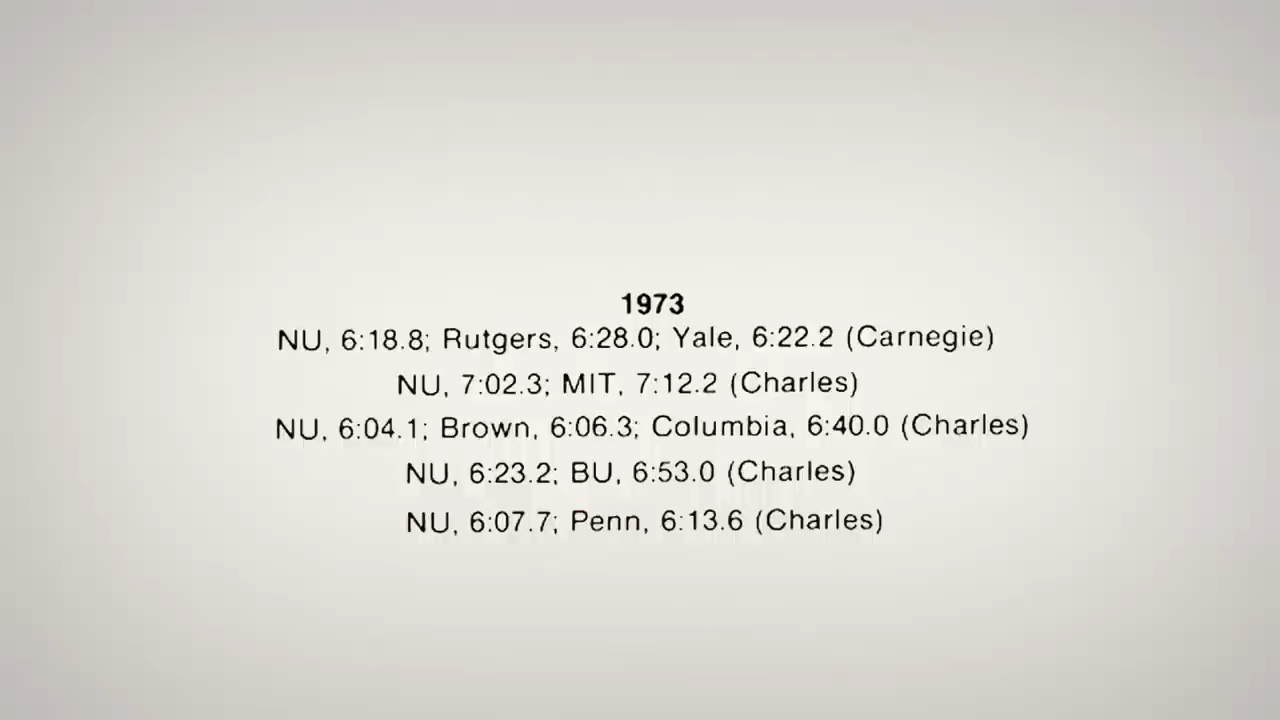 1973
NU, 6:18.8; Rutgers, 6:28.0; Yale, 6:22.2 (Carnegie)
NU, 7:02.3; MIT, 7:12.2 (Charles)
NU, 6:04.1; Brown, 6:06.3; Columbia, 6:40.0 (Charles)
NU, 6:23.2; BU, 6:53.0 (Charles)
NU, 6:07.7; Penn, 6:13.6 (Charles)